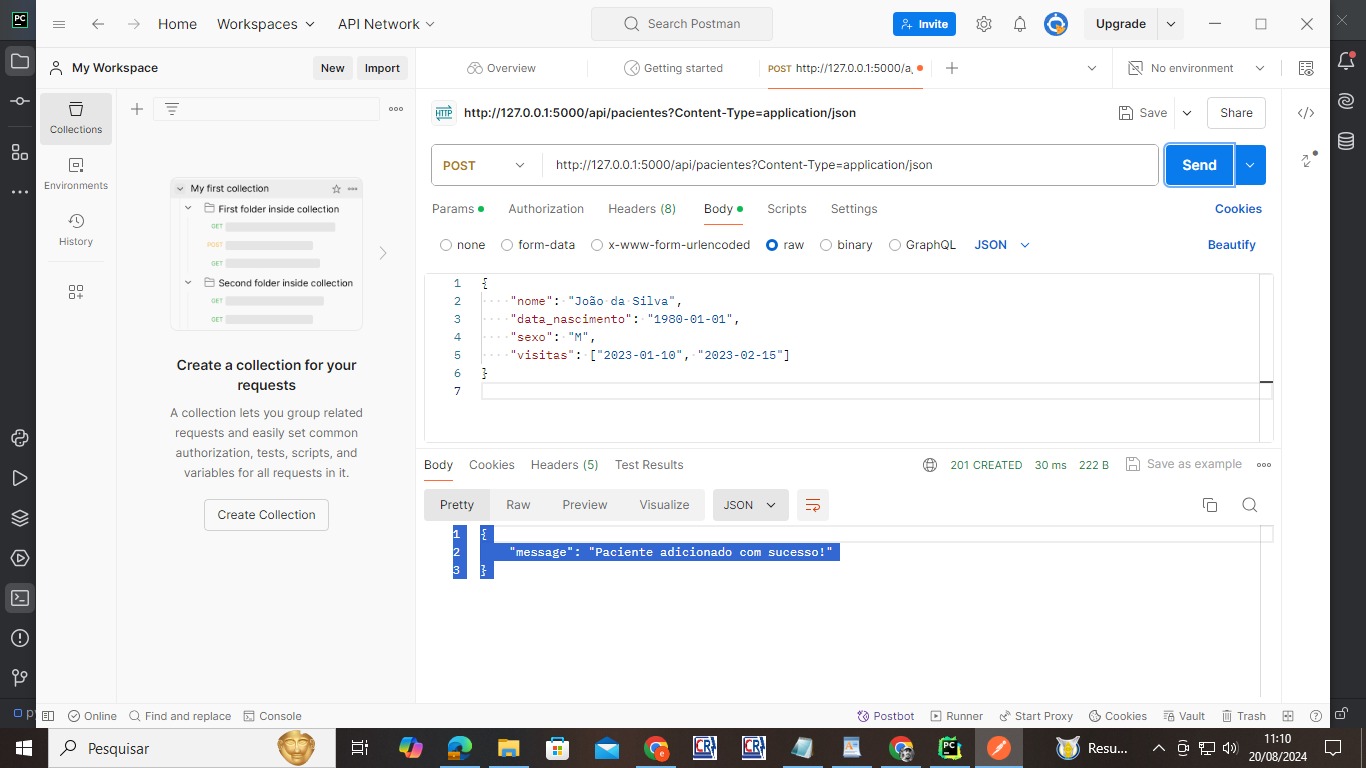 PC
Home
Workspaces
API Network
Search Postman
Invite
Upgrade
My Workspace
New
Import
Overview
Getting started
POST http://127.0.0.1:5000/a
No environment
Collections
Environments
History
HTTP
http://127.0.0.1:5000/api/pacientes?Content-Type=application/json
Save
Share
POST
http://127.0.0.1:5000/api/pacientes?Content-Type=application/json
Send
Params
Authorization
Headers (8)
Body
Scripts
Settings
Cookies
none
form-data
x-www-form-urlencoded
raw
binary
GraphQL
JSON
Beautify
My first collection
First folder inside collection
GET
POST
GET
Second folder inside collection
GET
GET
Create a collection for your
requests
A collection lets you group related
requests and easily set common
authorization, tests, scripts, and
variables for all requests in it.
Create Collection
1 {
2 "nome": "João da Silva",
3 "data_nascimento": "1980-01-01",
4 "sexo": "M",
5 "visitas": ["2023-01-10", "2023-02-15"]
6 }
7
Body
Cookies
Headers (5)
Test Results
201 CREATED
30 ms
222 B
Save as example
Pretty
Raw
Preview
Visualize
JSON
1 {
2 "message": "Paciente adicionado com sucesso!"
3 }
py
Online
Find and replace
Console
Postbot
Runner
Start Proxy
Cookies
Vault
Trash
Pesquisar
CR
CR
PC
Resu...
11:10
20/08/2024